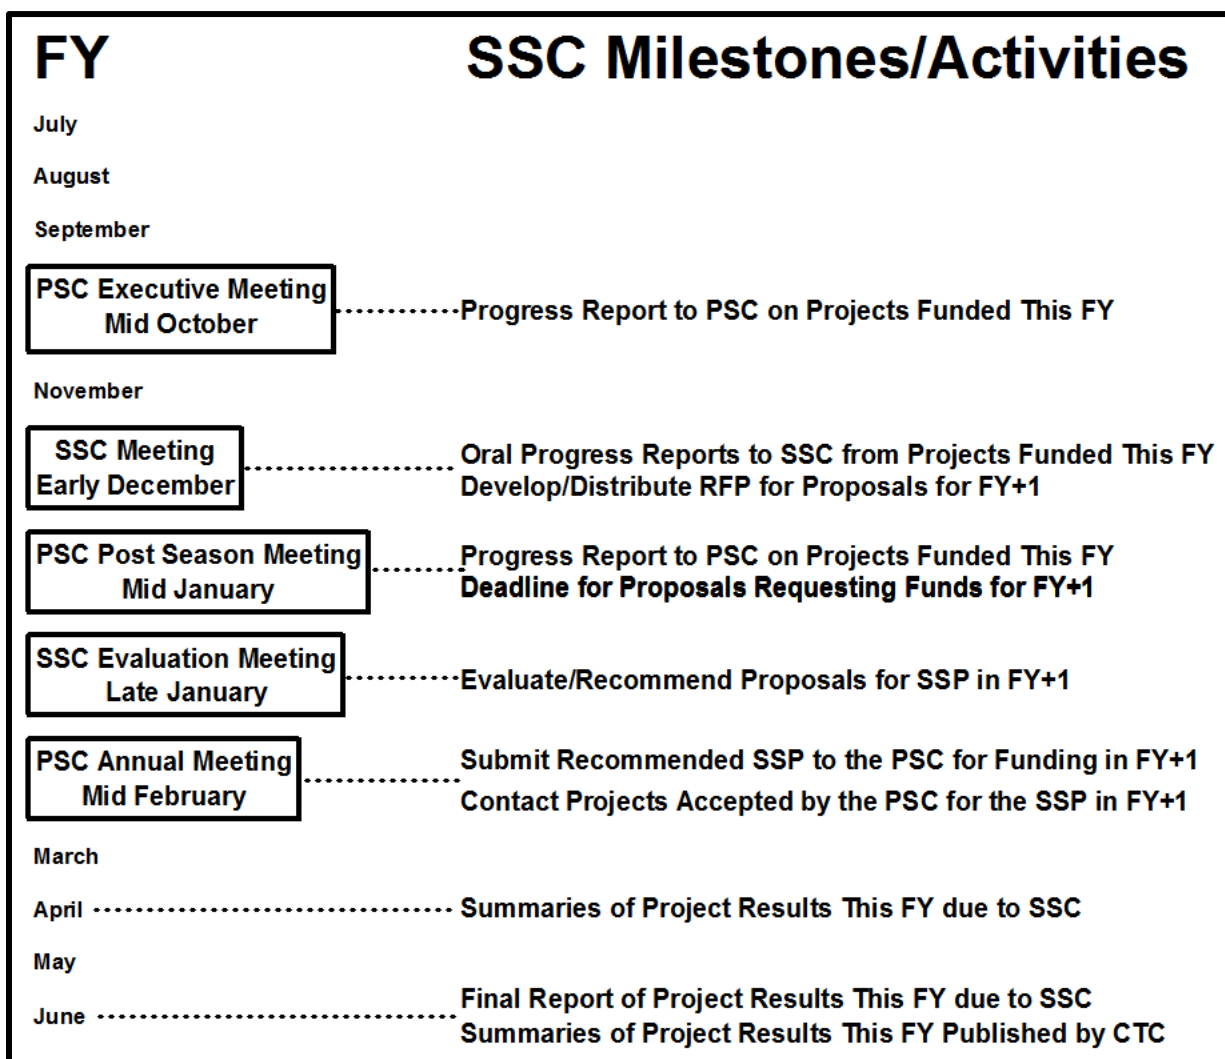 FY SSC Milestones/Activities
July
August
September
PSC Executive Meeting
Mid October
Progress Report to PSC on Projects Funded This FY
November
SSC Meeting
Early December
Oral Progress Reports to SSC from Projects Funded This FY
Develop/Distribute RFP for Proposals for FY+1
PSC Post Season Meeting
Mid January
Progress Report to PSC on Projects Funded This FY
Deadline for Proposals Requesting Funds for FY+1
SSC Evaluation Meeting
Late January
Evaluate/Recommend Proposals for SSP in FY+1
PSC Annual Meeting
Mid February
Submit Recommended SSP to the PSC for Funding in FY+1
Contact Projects Accepted by the PSC for the SSP in FY+1
March
April
Summaries of Project Results This FY due to SSC
May
June
Final Report of Project Results This FY due to SSC
Summaries of Project Results This FY Published by CTC